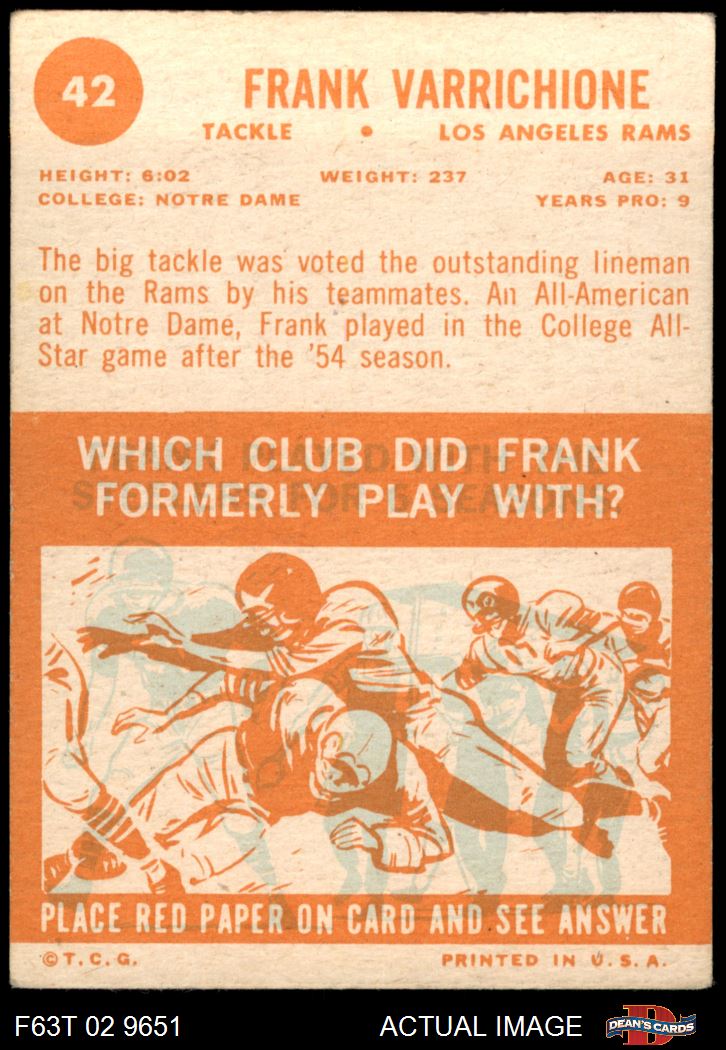 42
FRANK VARRICHIONE
TACKLE • LOS ANGELES RAMS
HEIGHT: 6:02 WEIGHT: 237 AGE: 31
COLLEGE: NOTRE DAME YEARS PRO: 9
The big tackle was voted the outstanding lineman
on the Rams by his teammates. An All-American
at Notre Dame, Frank played in the College All-
Star game after the '54 season.
WHICH CLUB DID FRANK
FORMERLY PLAY WITH?
PLACE RED PAPER ON CARD AND SEE ANSWER
©T.C.G. PRINTED IN U.S.A.
F63T 02 9651 ACTUAL IMAGE DEAN'S CARDS